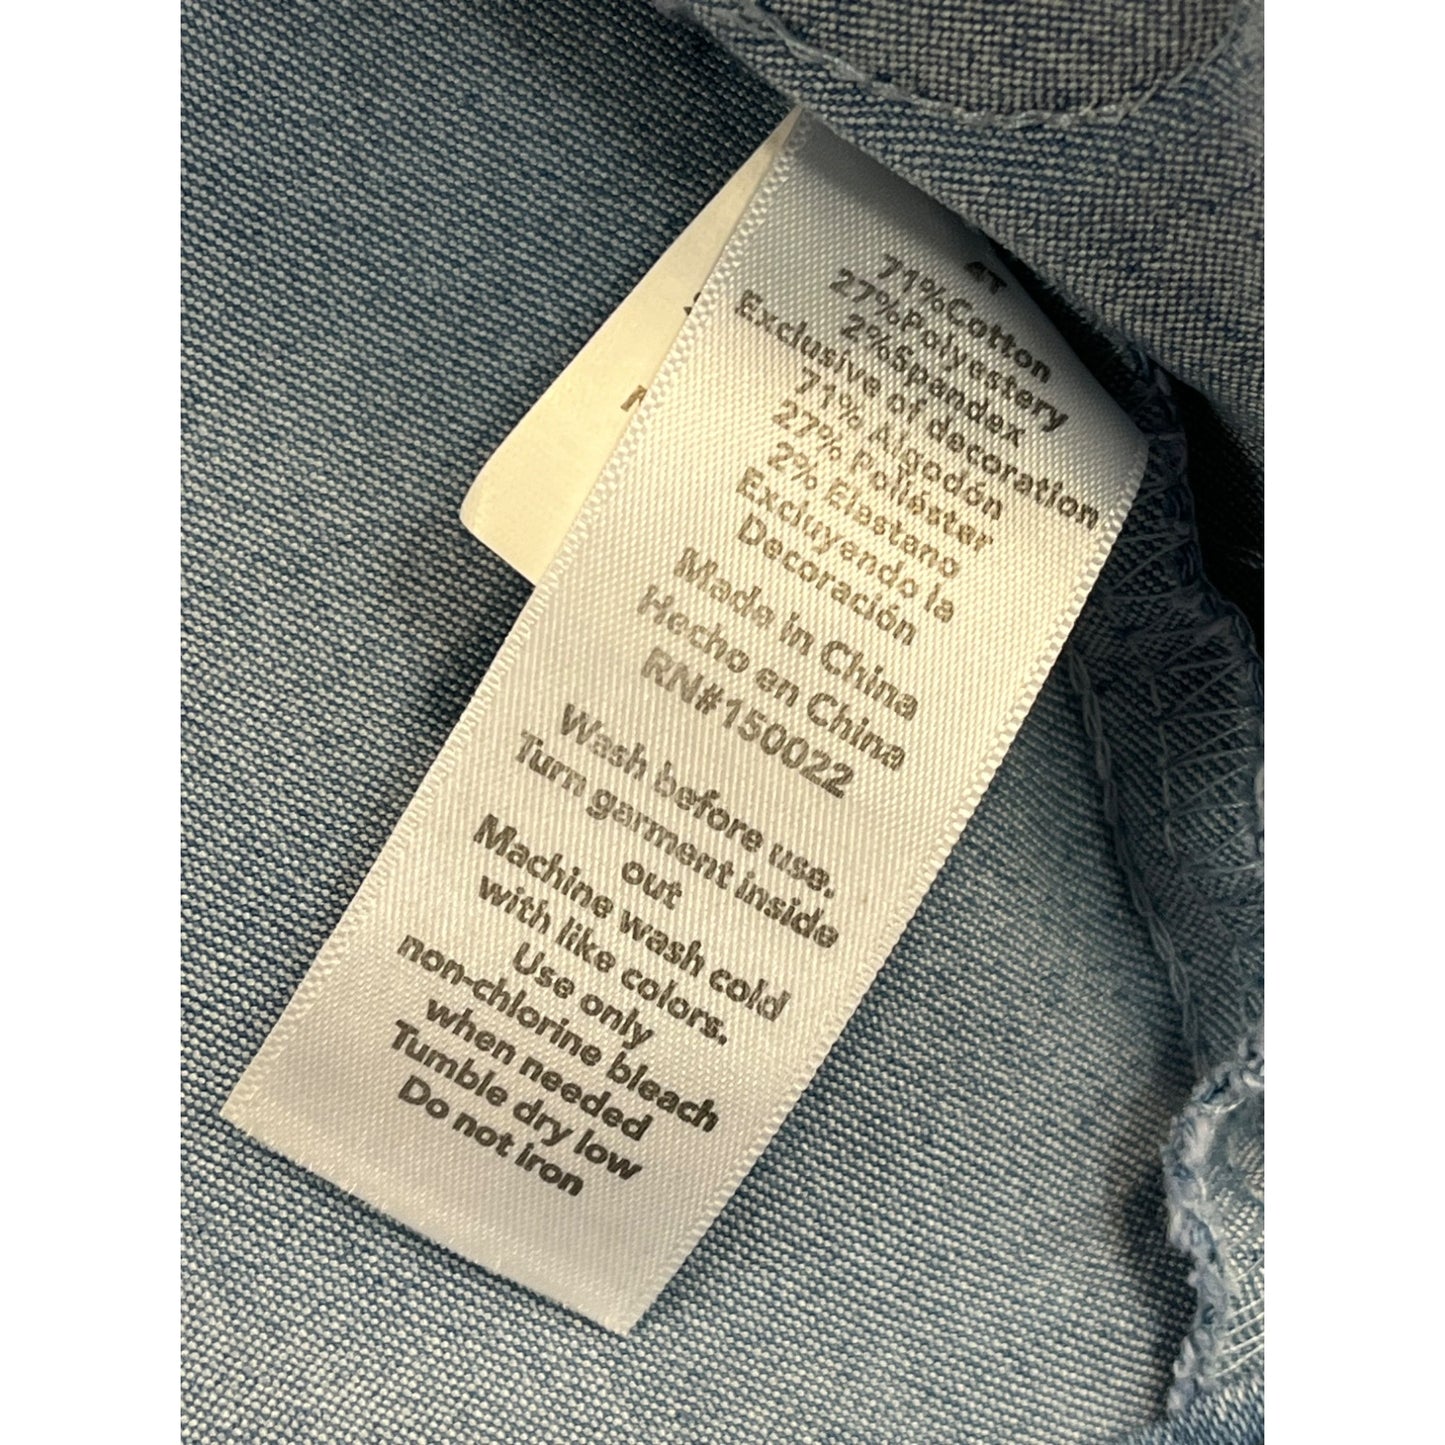 4T
71%Cotton
27%Polyestery
2%Spandex
Exclusive of decoration
71% Algodón
27% Poliéster
2% Elastano
Excluyendo la
Decoración
Made in China
Hecho en China
RN#150022
Wash before use.
Turn garment inside
out
Machine wash cold
with like colors.
Use only
non-chlorine bleach
when needed
Tumble dry low
Do not iron